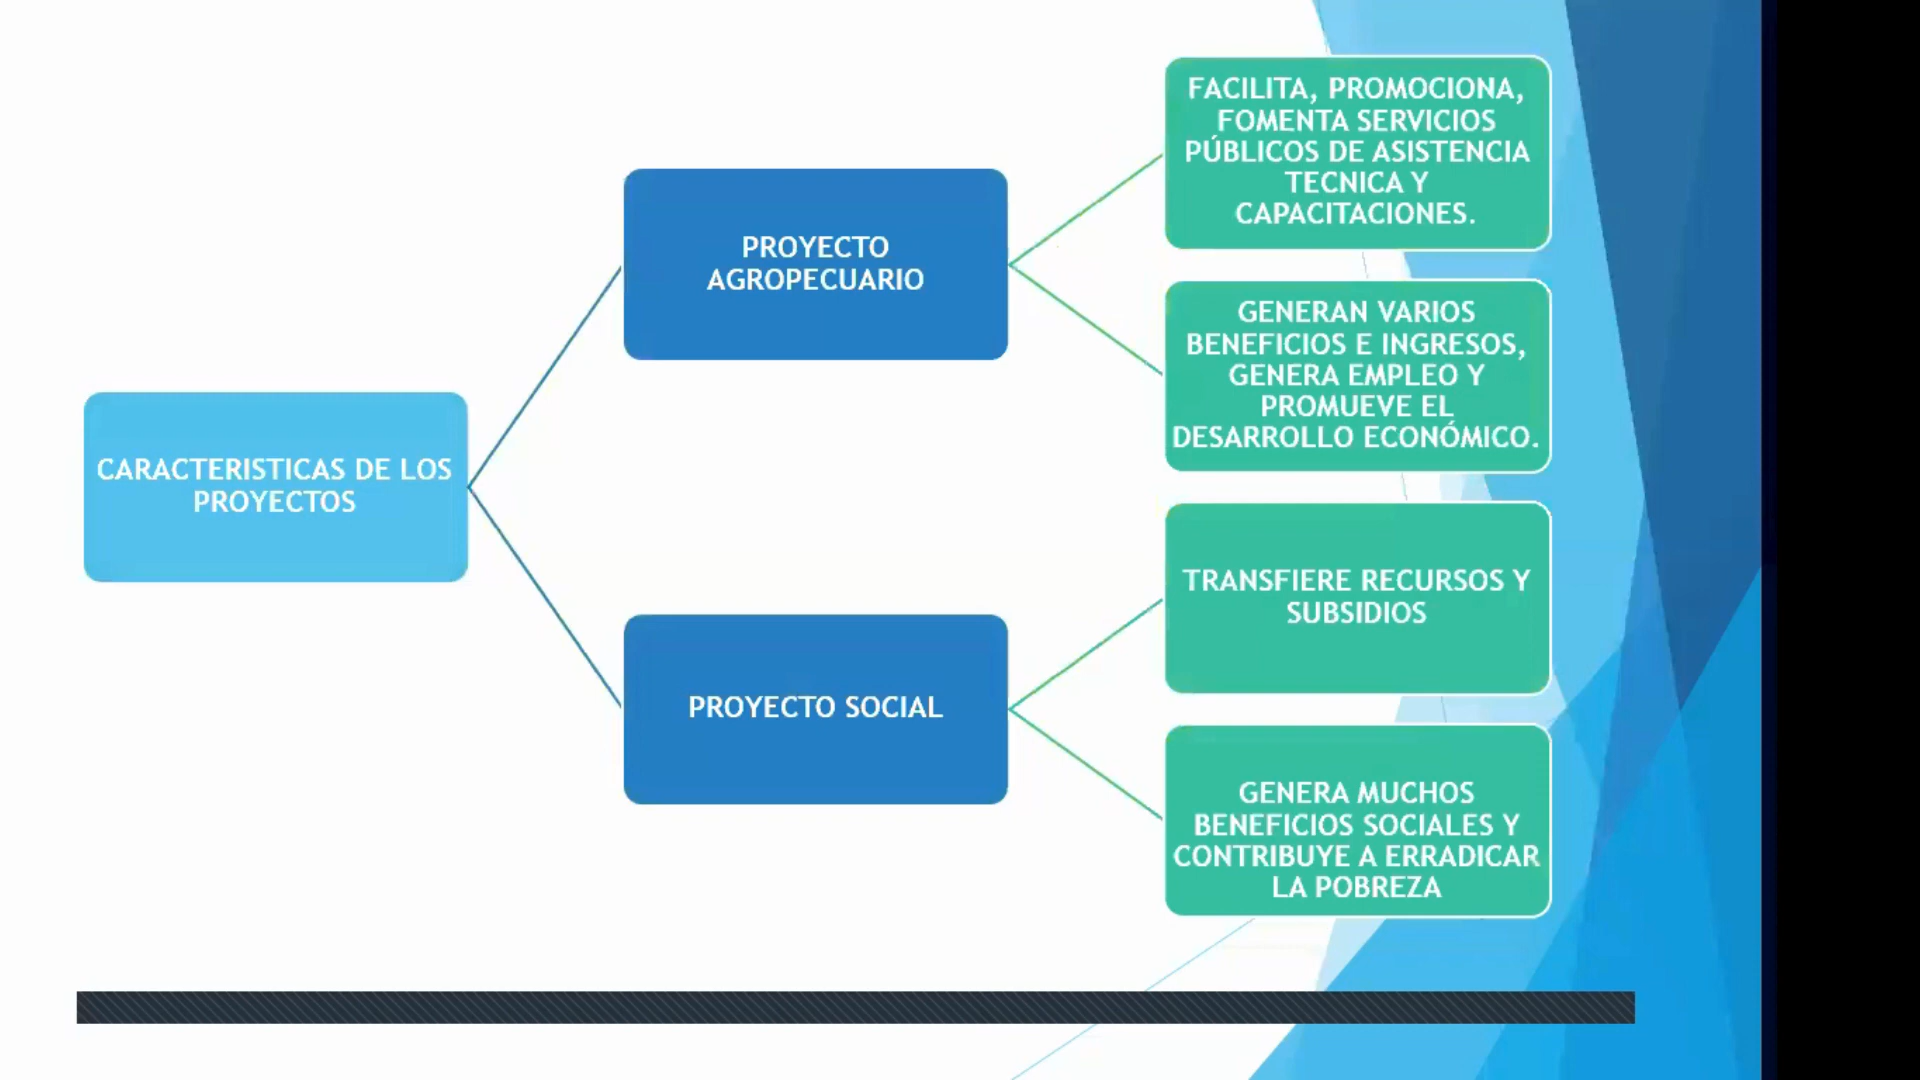 CARACTERISTICAS DE LOS
PROYECTOS
PROYECTO
AGROPECUARIO
FACILITA, PROMOCIONA,
FOMENTA SERVICIOS
PÚBLICOS DE ASISTENCIA
TECNICA Y
CAPACITACIONES.
GENERAN VARIOS
BENEFICIOS E INGRESOS,
GENERA EMPLEO Y
PROMUEVE EL
DESARROLLO ECONÓMICO.
PROYECTO SOCIAL
TRANSFIERE RECURSOS Y
SUBSIDIOS
GENERA MUCHOS
BENEFICIOS SOCIALES Y
CONTRIBUYE A ERRADICAR
LA POBREZA